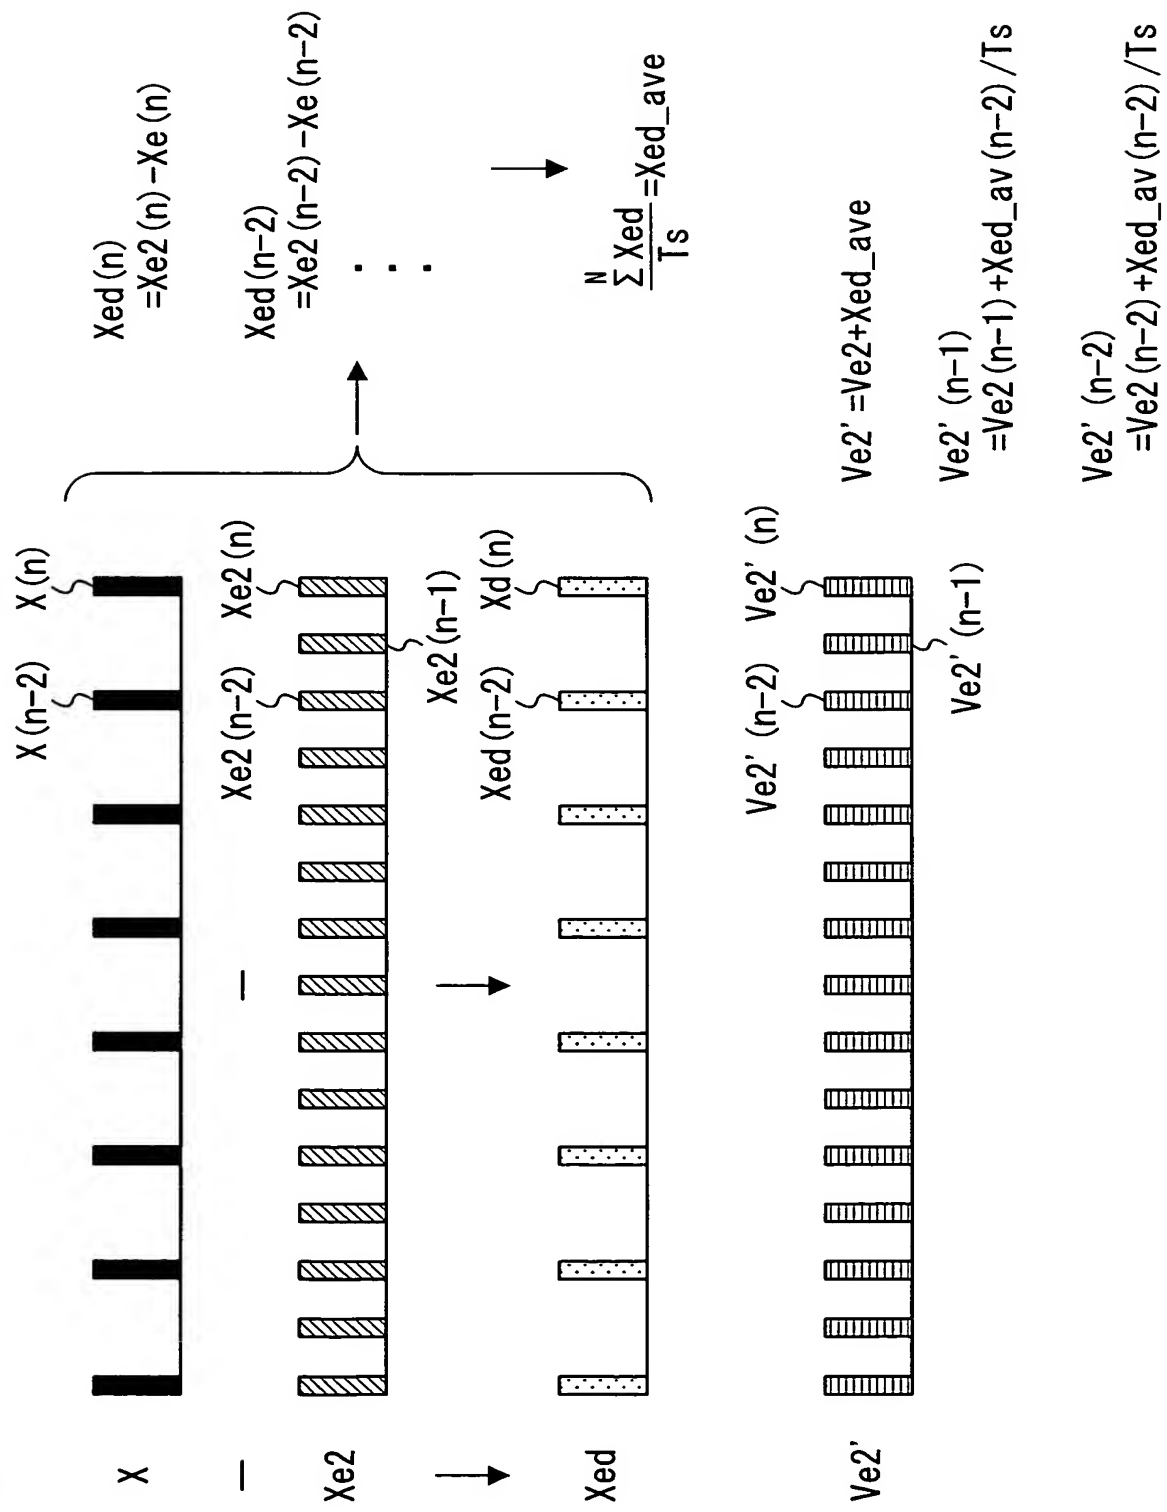 X
X(n-2)
X(n)
—
—
Xe2
Xe2(n-2)
Xe2(n)
Xe2(n-1)
Xed
Xed(n-2)
Xd(n)
Ve2'
Ve2'(n-2)
Ve2'(n)
Ve2'(n-1)
Xed(n)
=Xe2(n)-Xe(n)
Xed(n-2)
=Xe2(n-2)-Xe(n-2)
. . .
N
Σ Xed
Ts
=Xed_ave
Ve2'=Ve2+Xed_ave
Ve2'(n-1)
=Ve2(n-1)+Xed_av(n-2)/Ts
Ve2'(n-2)
=Ve2(n-2)+Xed_av(n-2)/Ts